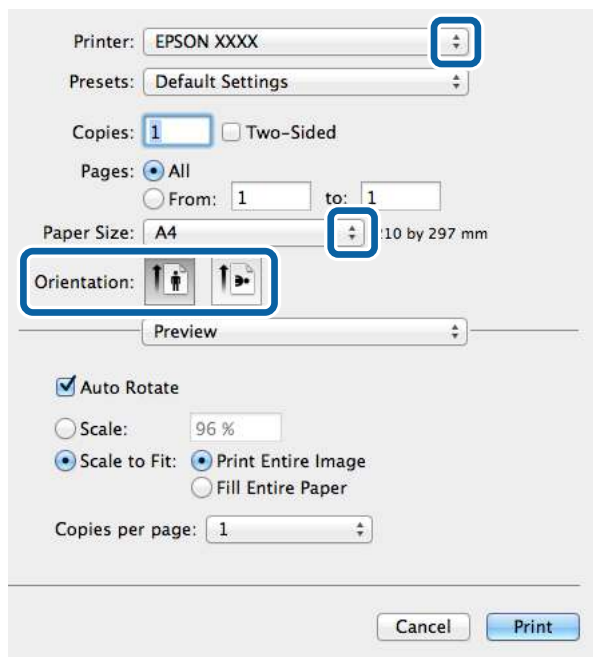 Printer: EPSON XXXX
Presets: Default Settings
Copies: 1 Two-Sided
Pages: All
From: 1 to: 1
Paper Size: A4 10 by 297 mm
Orientation:
Preview
Auto Rotate
Scale: 96 %
Scale to Fit: Print Entire Image
Fill Entire Paper
Copies per page: 1
Cancel Print